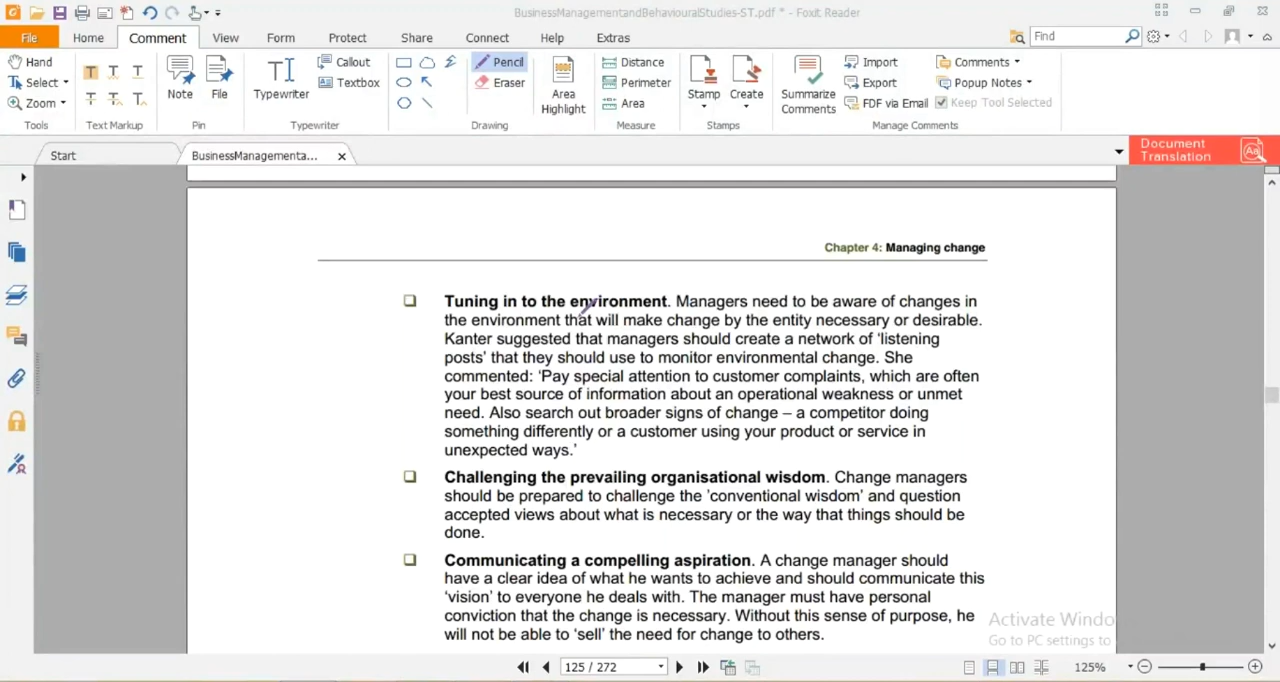 BusinessManagementandBehaviouralStudies-ST.pdf * - Foxit Reader
File Home Comment View Form Protect Share Connect Help Extras Find
Hand Select Zoom Tools
Text Markup
Note File Pin
Typewriter Callout Textbox Typewriter
Pencil Eraser Drawing
Area Highlight
Distance Perimeter Area Measure
Stamp Create Stamps
Summarize Comments Import Export FDF via Email Comments Popup Notes Keep Tool Selected Manage Comments
Start BusinessManagementa... Document Translation
Chapter 4: Managing change
Tuning in to the environment. Managers need to be aware of changes in
the environment that will make change by the entity necessary or desirable.
Kanter suggested that managers should create a network of ‘listening
posts’ that they should use to monitor environmental change. She
commented: ‘Pay special attention to customer complaints, which are often
your best source of information about an operational weakness or unmet
need. Also search out broader signs of change – a competitor doing
something differently or a customer using your product or service in
unexpected ways.’
Challenging the prevailing organisational wisdom. Change managers
should be prepared to challenge the ’conventional wisdom’ and question
accepted views about what is necessary or the way that things should be
done.
Communicating a compelling aspiration. A change manager should
have a clear idea of what he wants to achieve and should communicate this
‘vision’ to everyone he deals with. The manager must have personal
conviction that the change is necessary. Without this sense of purpose, he
will not be able to ‘sell’ the need for change to others.
Activate Windo
Go to PC settings to
125 / 272 125%